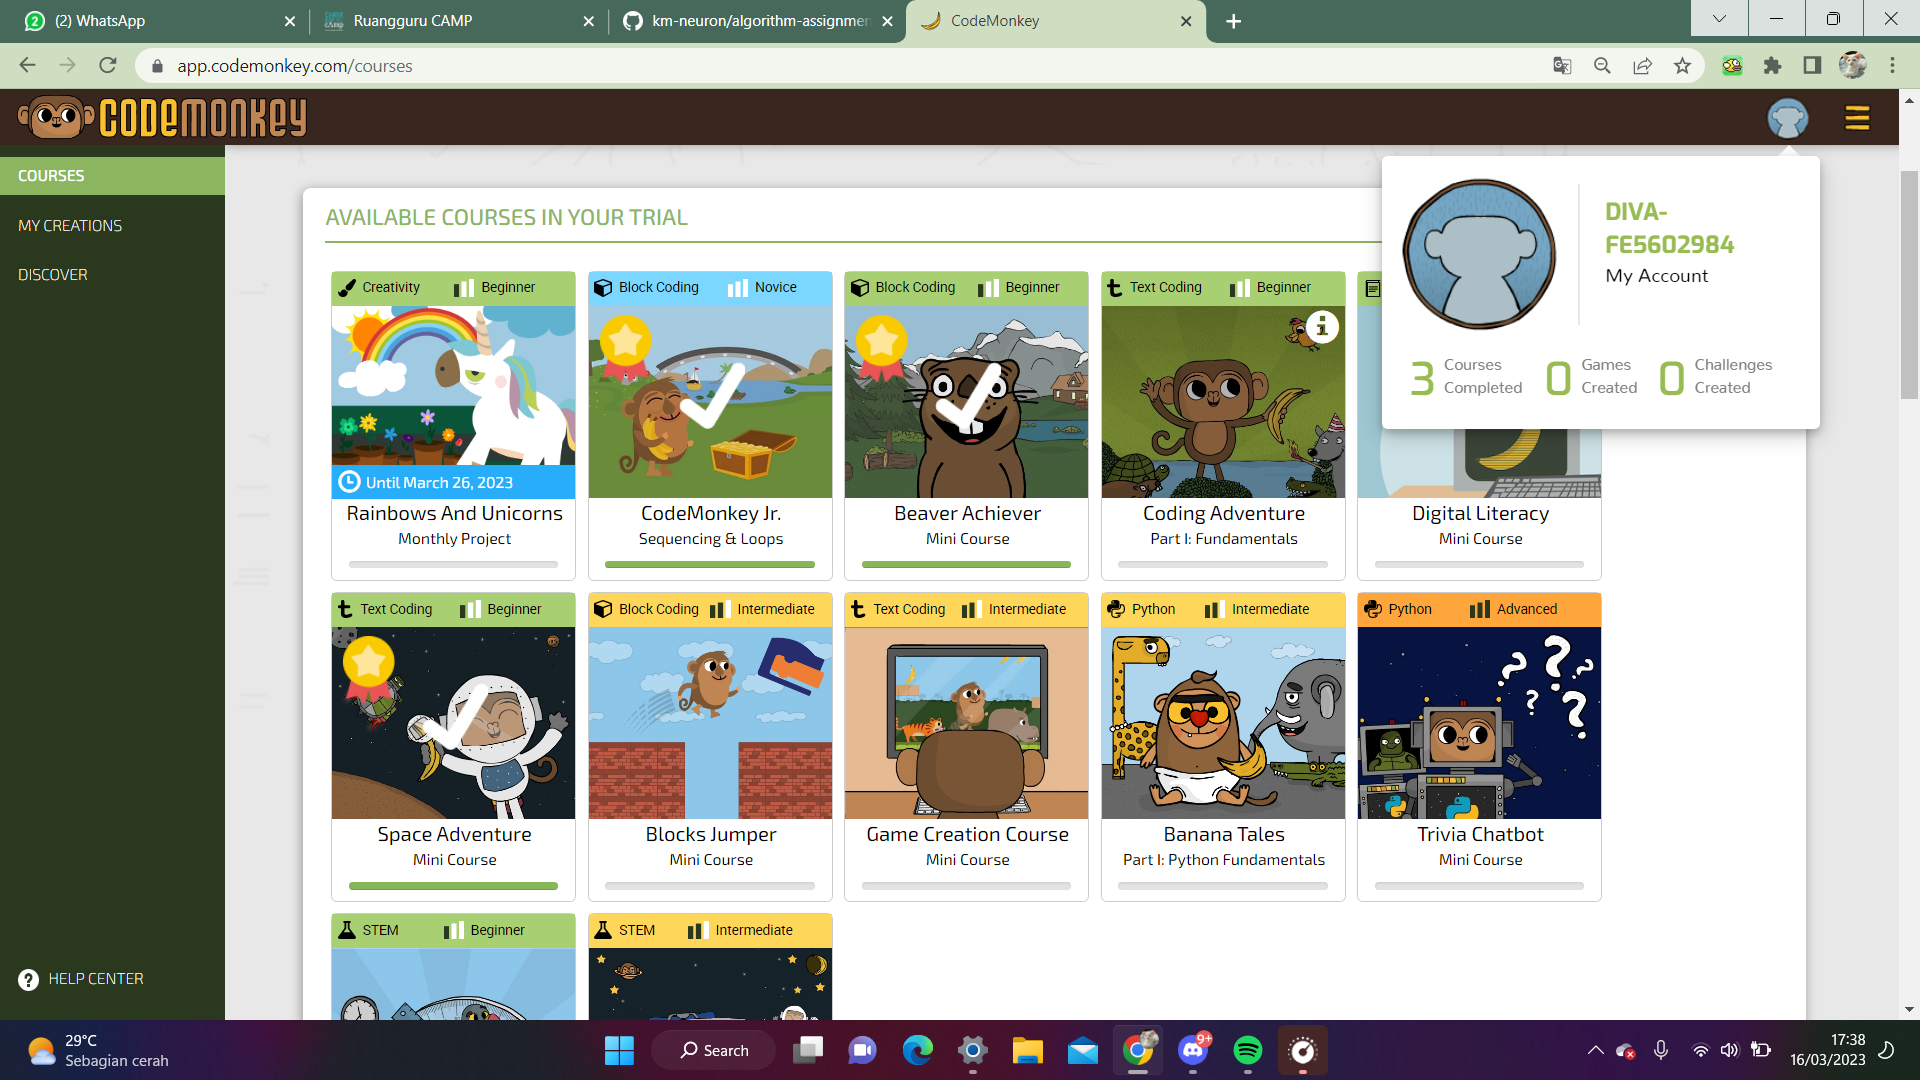 (2) WhatsApp
Ruangguru CAMP
km-neuron/algorithm-assignmen
CodeMonkey
app.codemonkey.com/courses
CODEMONKEY
COURSES
MY CREATIONS
DISCOVER
HELP CENTER
AVAILABLE COURSES IN YOUR TRIAL
DIVA-
FE5602984
My Account
3 Courses Completed
0 Games Created
0 Challenges Created
Creativity Beginner
Until March 26, 2023
Rainbows And Unicorns
Monthly Project
Block Coding Novice
CodeMonkey Jr.
Sequencing & Loops
Block Coding Beginner
Beaver Achiever
Mini Course
Text Coding Beginner
Coding Adventure
Part I: Fundamentals
Digital Literacy
Mini Course
Text Coding Beginner
Space Adventure
Mini Course
Block Coding Intermediate
Blocks Jumper
Mini Course
Text Coding Intermediate
Game Creation Course
Mini Course
Python Intermediate
Banana Tales
Part I: Python Fundamentals
Python Advanced
? ? ? ? ?
Trivia Chatbot
Mini Course
STEM Beginner
STEM Intermediate
29°C
Sebagian cerah
Search
9+
17:38
16/03/2023